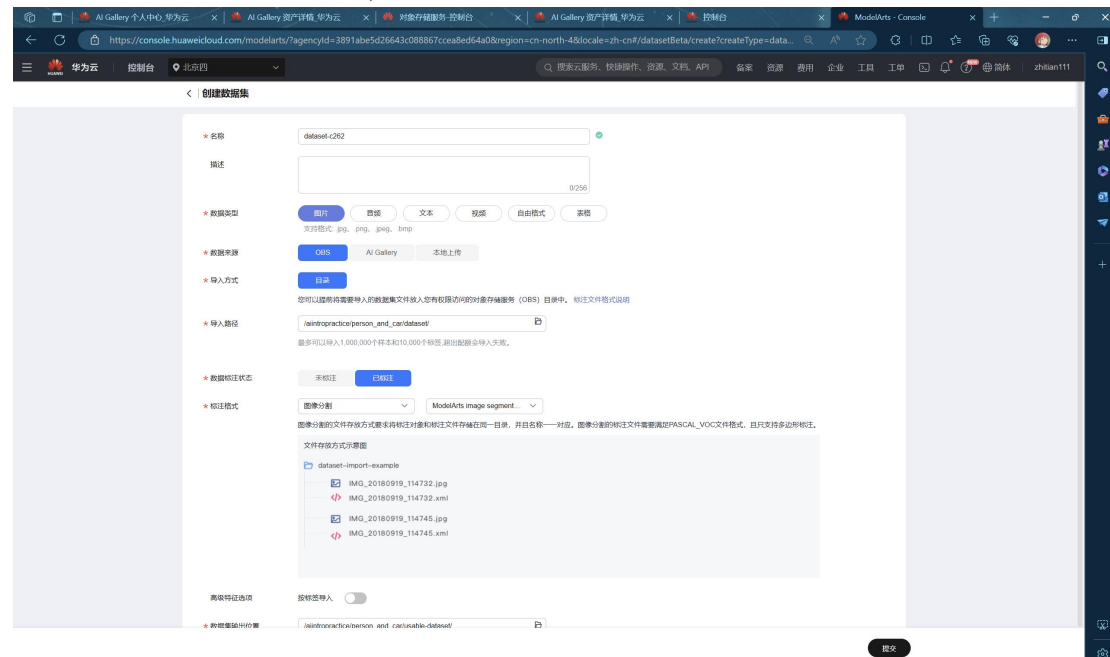 AI Gallery 个人中心_华为云
AI Gallery 资产详情_华为云
对象存储服务-控制台
AI Gallery 资产详情_华为云
控制台
ModelArts - Console
https://console.huaweicloud.com/modelarts/?agencyId=3891abe5d26643c088867ccea8ed64a0&region=cn-north-4&locale=zh-cn#/datasetBeta/create?createType=data...
HUAWEI 华为云 控制台 北京四 搜索云服务、快捷操作、资源、文档、API 备案 资源 费用 企业 工具 工单 简体 zhitian111
创建数据集
* 名称 dataset-c262
描述
0/256
* 数据类型 图片 音频 文本 视频 自由格式 表格
支持格式: .jpg、.png、.jpeg、.bmp
* 数据来源 OBS AI Gallery 本地上传
* 导入方式 目录
您可以提前将需要导入的数据集文件放入您有权限访问的对象存储服务（OBS）目录中。 标注文件格式说明
* 导入路径 /aiintropractice/person_and_car/dataset/
最多可以导入1,000,000个样本和10,000个标签,超出配额会导入失败。
* 数据标注状态 未标注 已标注
* 标注格式 图像分割 ModelArts image segment...
图像分割的文件存放方式要求将标注对象和标注文件存储在同一目录，并且名称一一对应。图像分割的标注文件需要满足PASCAL_VOC文件格式，且只支持多边形标注。
文件存放方式示意图
dataset-import-example
IMG_20180919_114732.jpg
IMG_20180919_114732.xml
IMG_20180919_114745.jpg
IMG_20180919_114745.xml
高级特征选项 按标签导入
* 数据集输出位置 /aiintropractice/person_and_car/usable-dataset/
提交